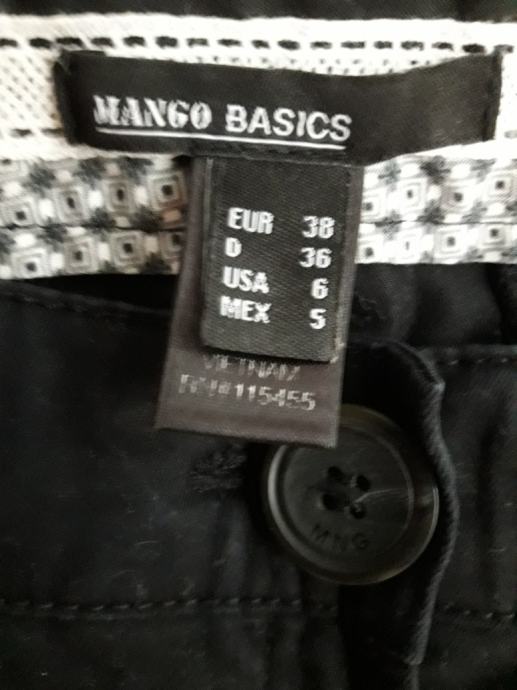 MANGO BASICS
EUR 38
D 36
USA 6
MEX 5
VIETNAM
RN#115455
MNG